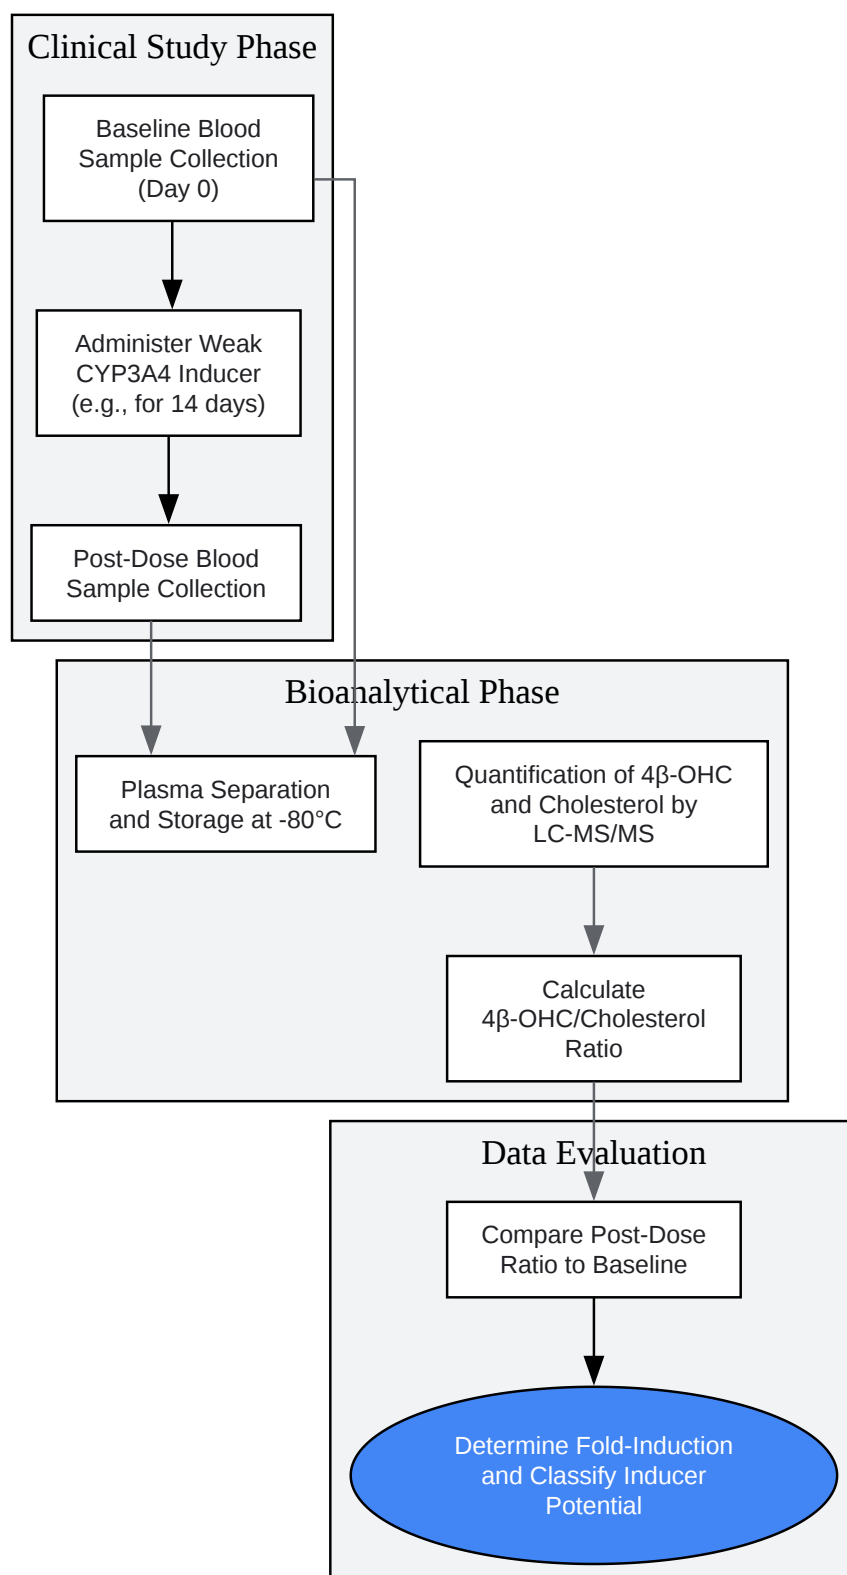 Clinical Study Phase
Baseline Blood
Sample Collection
(Day 0)
Administer Weak
CYP3A4 Inducer
(e.g., for 14 days)
Post-Dose Blood
Sample Collection
Bioanalytical Phase
Plasma Separation
and Storage at -80°C
Quantification of 4β-OHC
and Cholesterol by
LC-MS/MS
Calculate
4β-OHC/Cholesterol
Ratio
Data Evaluation
Compare Post-Dose
Ratio to Baseline
Determine Fold-Induction
and Classify Inducer
Potential